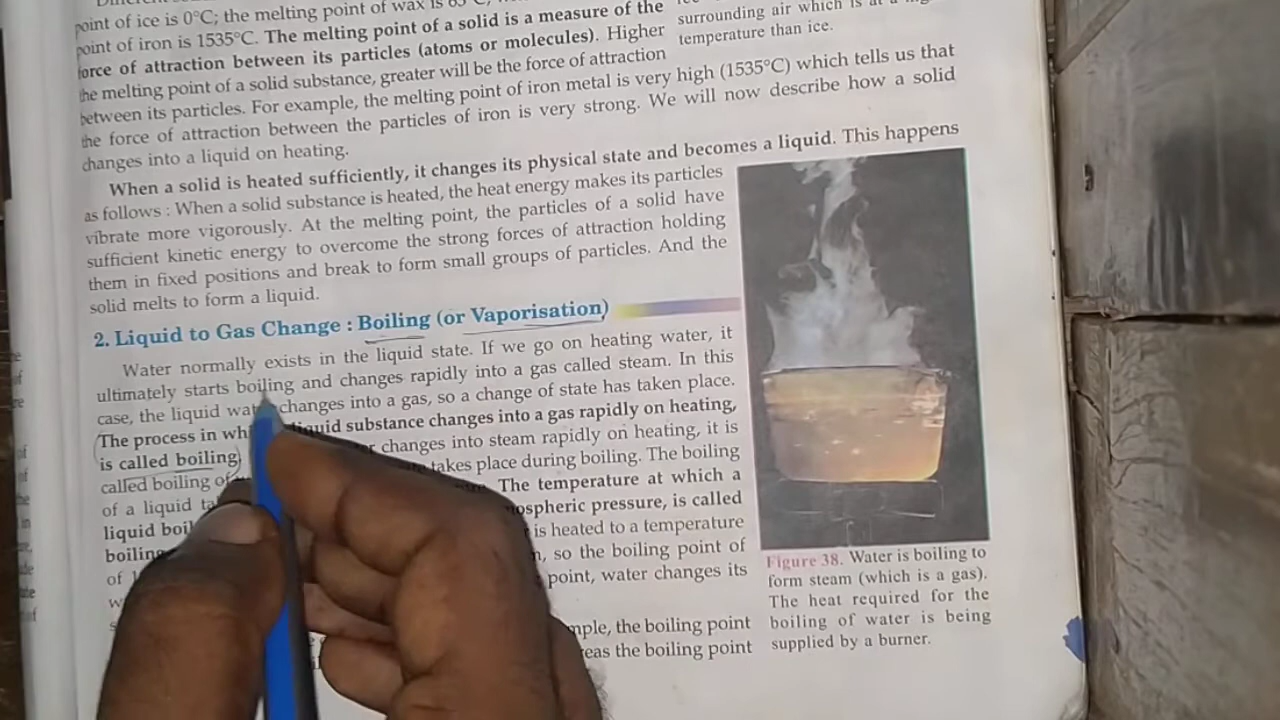 point of ice is 0°C; the melting point of wax is 63°C,
point of iron is 1535°C. The melting point of a solid is a measure of the
force of attraction between its particles (atoms or molecules). Higher
the melting point of a solid substance, greater will be the force of attraction
between its particles. For example, the melting point of iron metal is very high (1535°C) which tells us that
the force of attraction between the particles of iron is very strong. We will now describe how a solid
changes into a liquid on heating.
surrounding air which is at a
temperature than ice.
When a solid is heated sufficiently, it changes its physical state and becomes a liquid. This happens
as follows : When a solid substance is heated, the heat energy makes its particles
vibrate more vigorously. At the melting point, the particles of a solid have
sufficient kinetic energy to overcome the strong forces of attraction holding
them in fixed positions and break to form small groups of particles. And the
solid melts to form a liquid.
2. Liquid to Gas Change : Boiling (or Vaporisation)
Water normally exists in the liquid state. If we go on heating water, it
ultimately starts boiling and changes rapidly into a gas called steam. In this
case, the liquid water changes into a gas, so a change of state has taken place.
The process in liquid substance changes into a gas rapidly on heating,
is called boiling) changes into steam rapidly on heating, it is
called boiling of takes place during boiling. The boiling
of a liquid The temperature at which a
liquid pressure, is called
boiling is heated to a temperature
of so the boiling point of
point, water changes its
the boiling point
the boiling point
Figure 38. Water is boiling to
form steam (which is a gas).
The heat required for the
boiling of water is being
supplied by a burner.